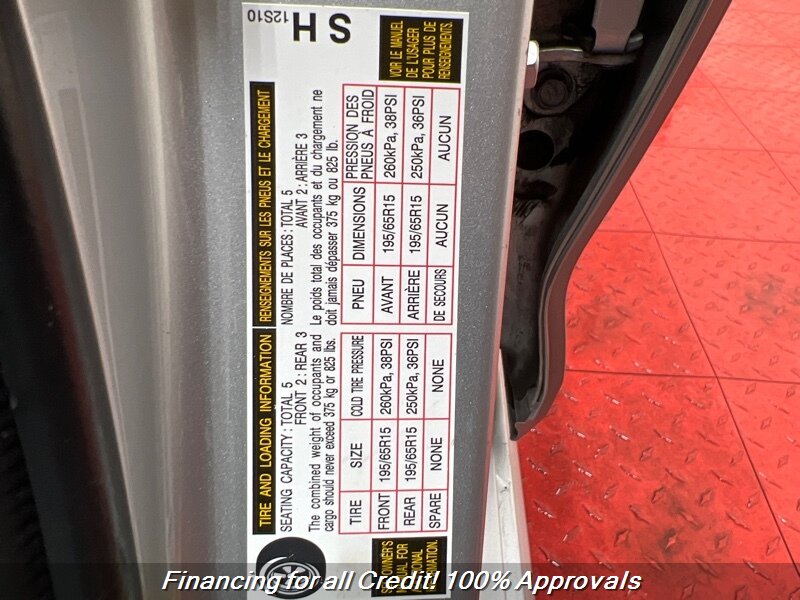 TIRE AND LOADING INFORMATION
RENSEIGNEMENTS SUR LES PNEUS ET LE CHARGEMENT
SEATING CAPACITY : TOTAL 5
FRONT 2 : REAR 3
NOMBRE DE PLACES : TOTAL 5
AVANT 2 : ARRIÈRE 3
The combined weight of occupants and
cargo should never exceed 375 kg or 825 lbs.
Le poids total des occupants et du chargement ne
doit jamais dépasser 375 kg ou 825 lb.
TIRE SIZE COLD TIRE PRESSURE
FRONT 195/65R15 260kPa, 38PSI
REAR 195/65R15 250kPa, 36PSI
SPARE NONE NONE
PNEU DIMENSIONS PRESSION DES
PNEUS À FROID
AVANT 195/65R15 260kPa, 38PSI
ARRIÈRE 195/65R15 250kPa, 36PSI
DE SECOURS AUCUN AUCUN
SEE OWNER'S
MANUAL FOR
ADDITIONAL
INFORMATION.
VOIR LE MANUEL
DE L'USAGER
POUR PLUS DE
RENSEIGNEMENTS.
12S10
S H
Financing for all Credit! 100% Approvals